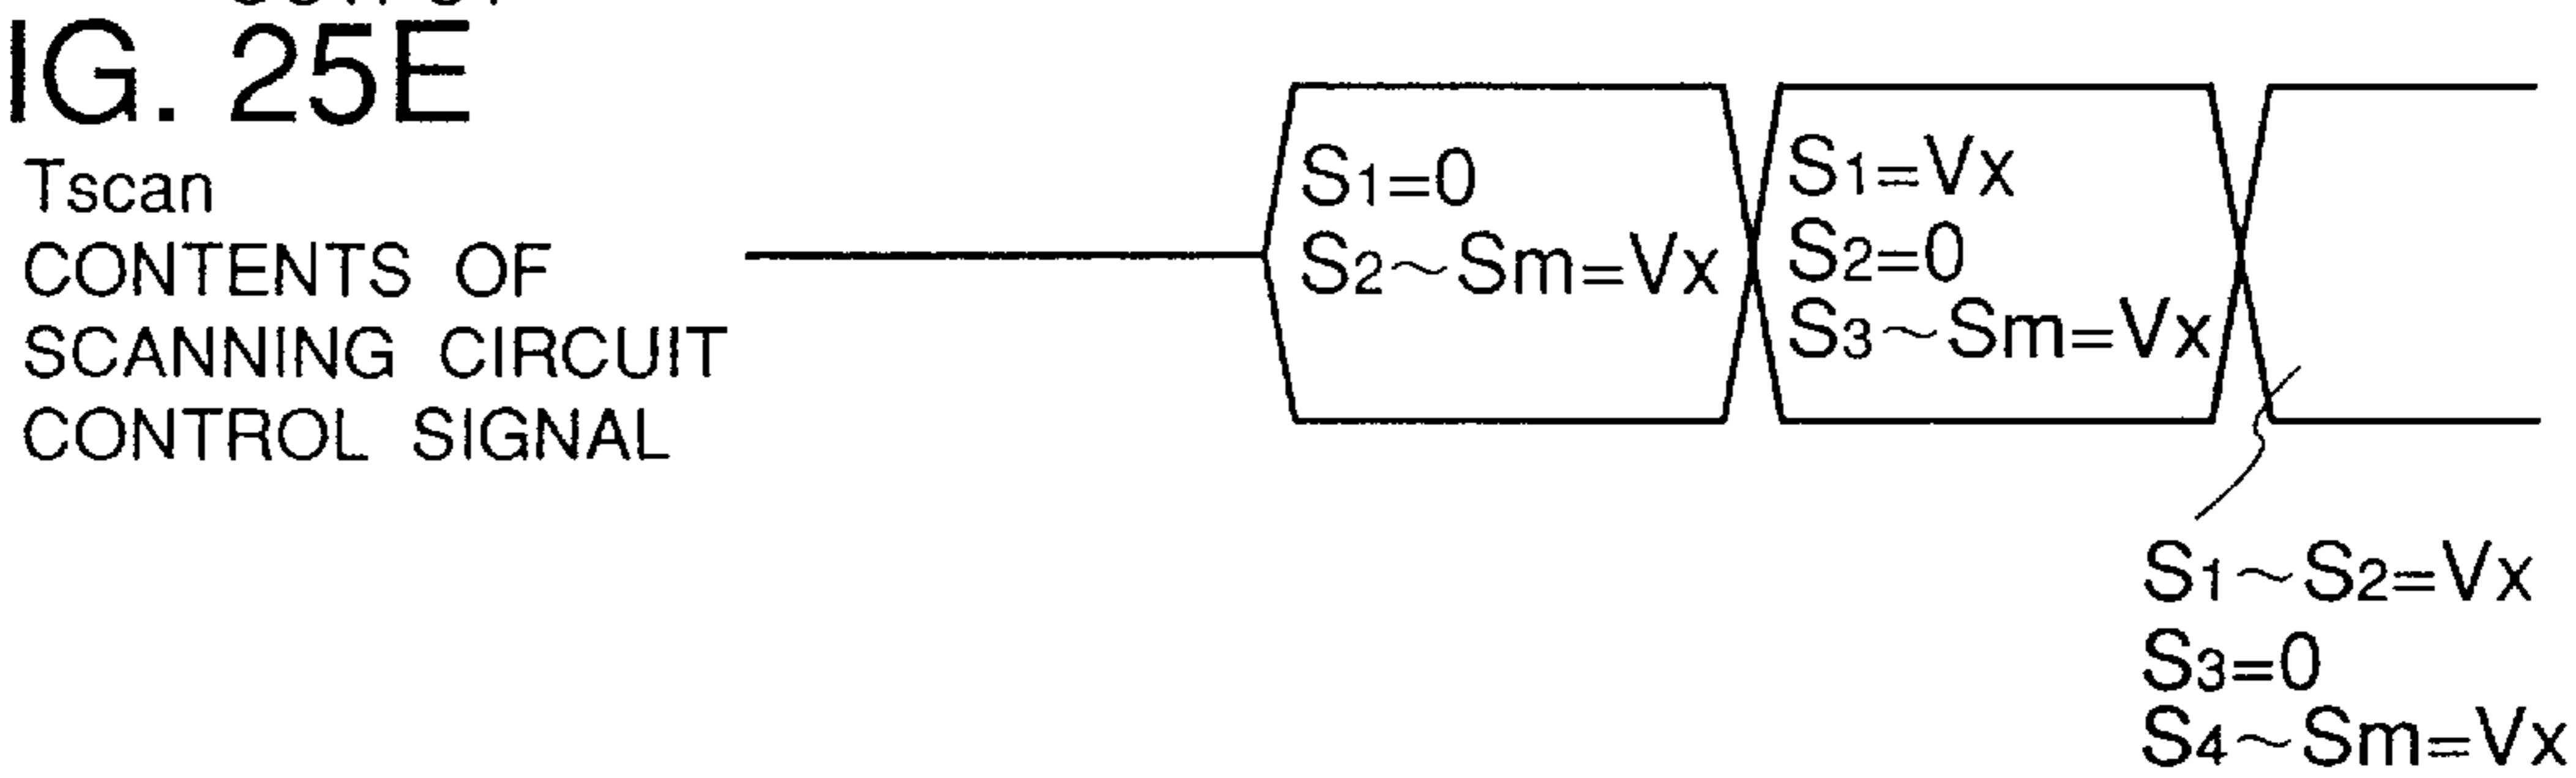 IG. 25E
Tscan
CONTENTS OF
SCANNING CIRCUIT
CONTROL SIGNAL
S1=0
S2~Sm=Vx
S1=Vx
S2=0
S3~Sm=Vx
S1~S2=Vx
S3=0
S4~Sm=Vx